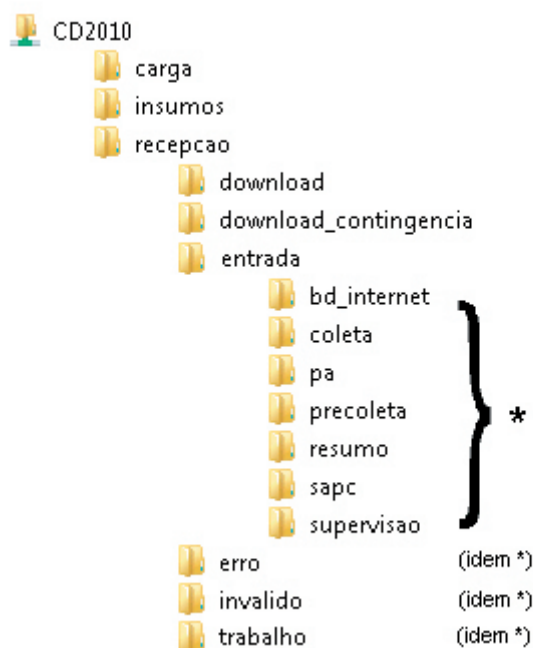 CD2010
carga
insumos
recepcao
download
download_contingencia
entrada
bd_internet
coleta
pa
precoleta
*
resumo
sapc
supervisao
erro (idem *)
invalido (idem *)
trabalho (idem *)